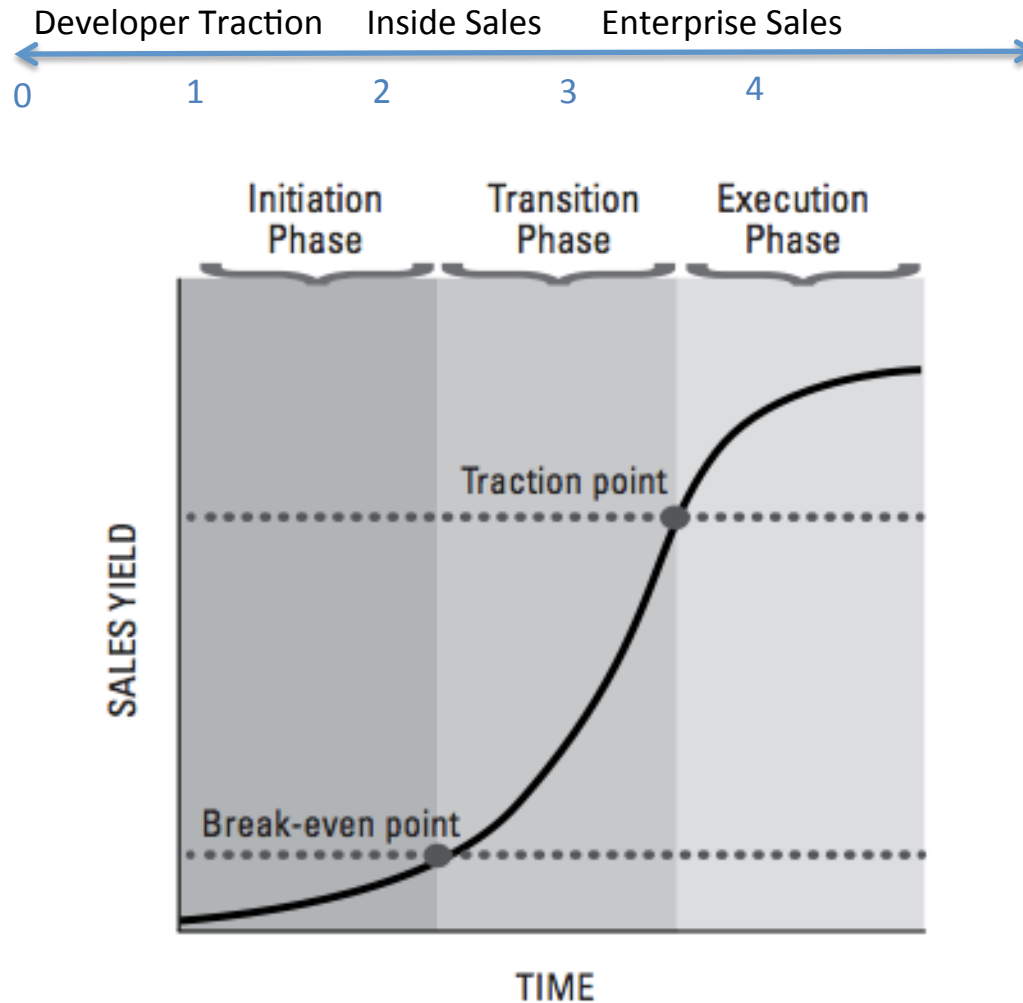 Developer Traction Inside Sales Enterprise Sales
0 1 2 3 4
Initiation Phase
Transition Phase
Execution Phase
Traction point
SALES YIELD
Break-even point
TIME